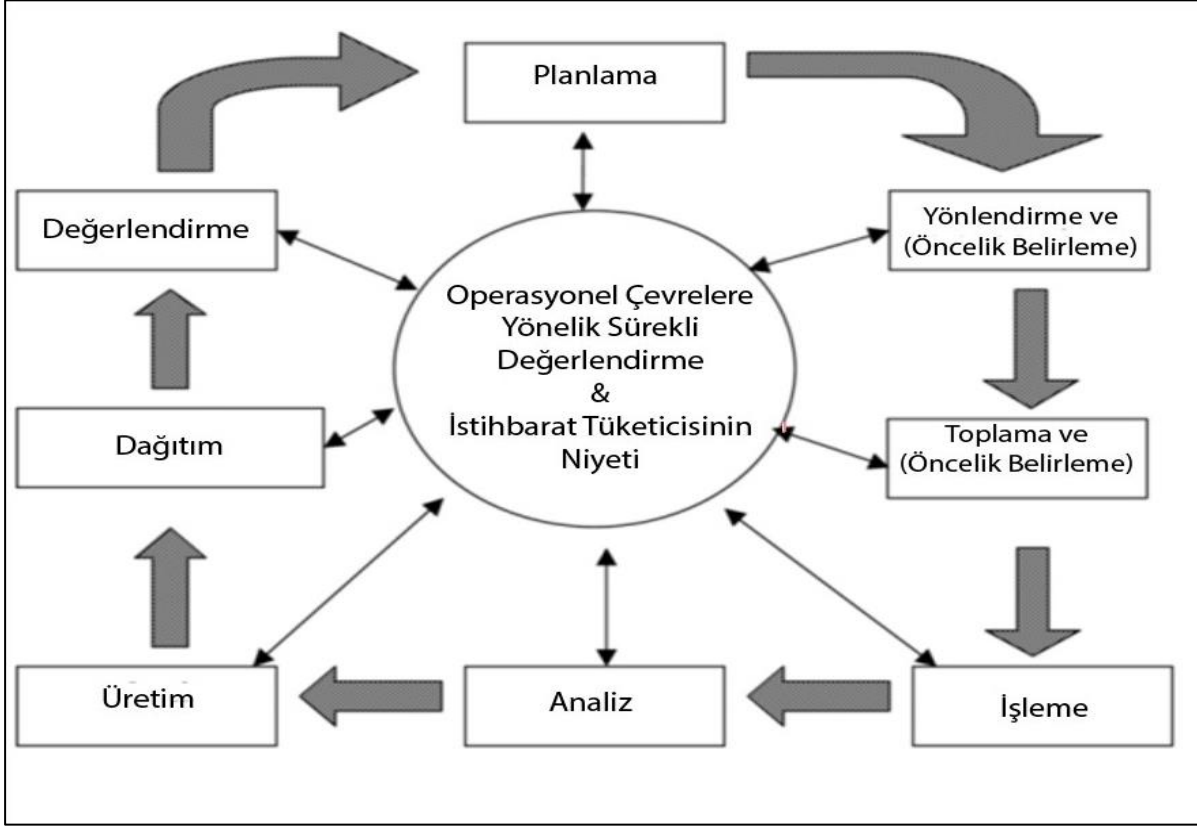 Planlama
Değerlendirme
Yönlendirme ve
(Öncelik Belirleme)
Operasyonel Çevrelere
Yönelik Sürekli
Değerlendirme
&
İstihbarat Tüketicisinin
Niyeti
Dağıtım
Toplama ve
(Öncelik Belirleme)
Üretim
Analiz
İşleme